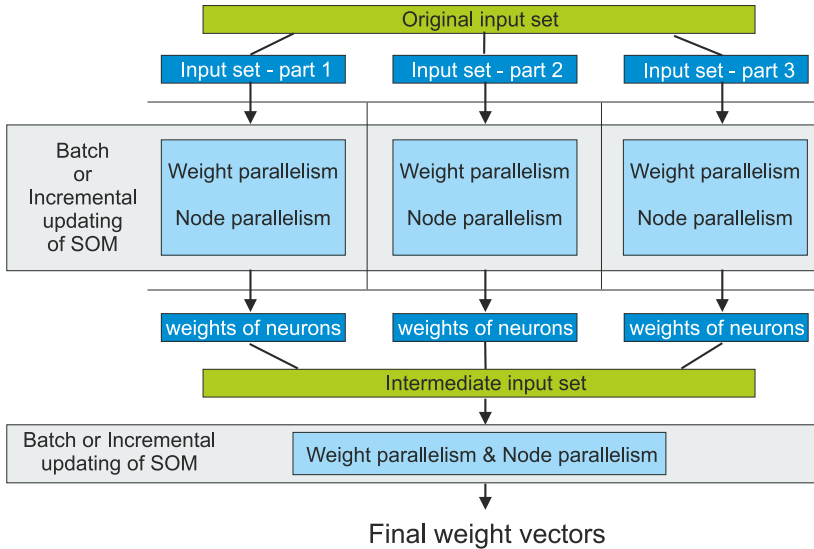 Original input set
Input set - part 1
Input set - part 2
Input set - part 3
Batch
or
Incremental
updating
of SOM
Weight parallelism
Node parallelism
Weight parallelism
Node parallelism
Weight parallelism
Node parallelism
weights of neurons
weights of neurons
weights of neurons
Intermediate input set
Batch or Incremental
updating of SOM
Weight parallelism & Node parallelism
Final weight vectors